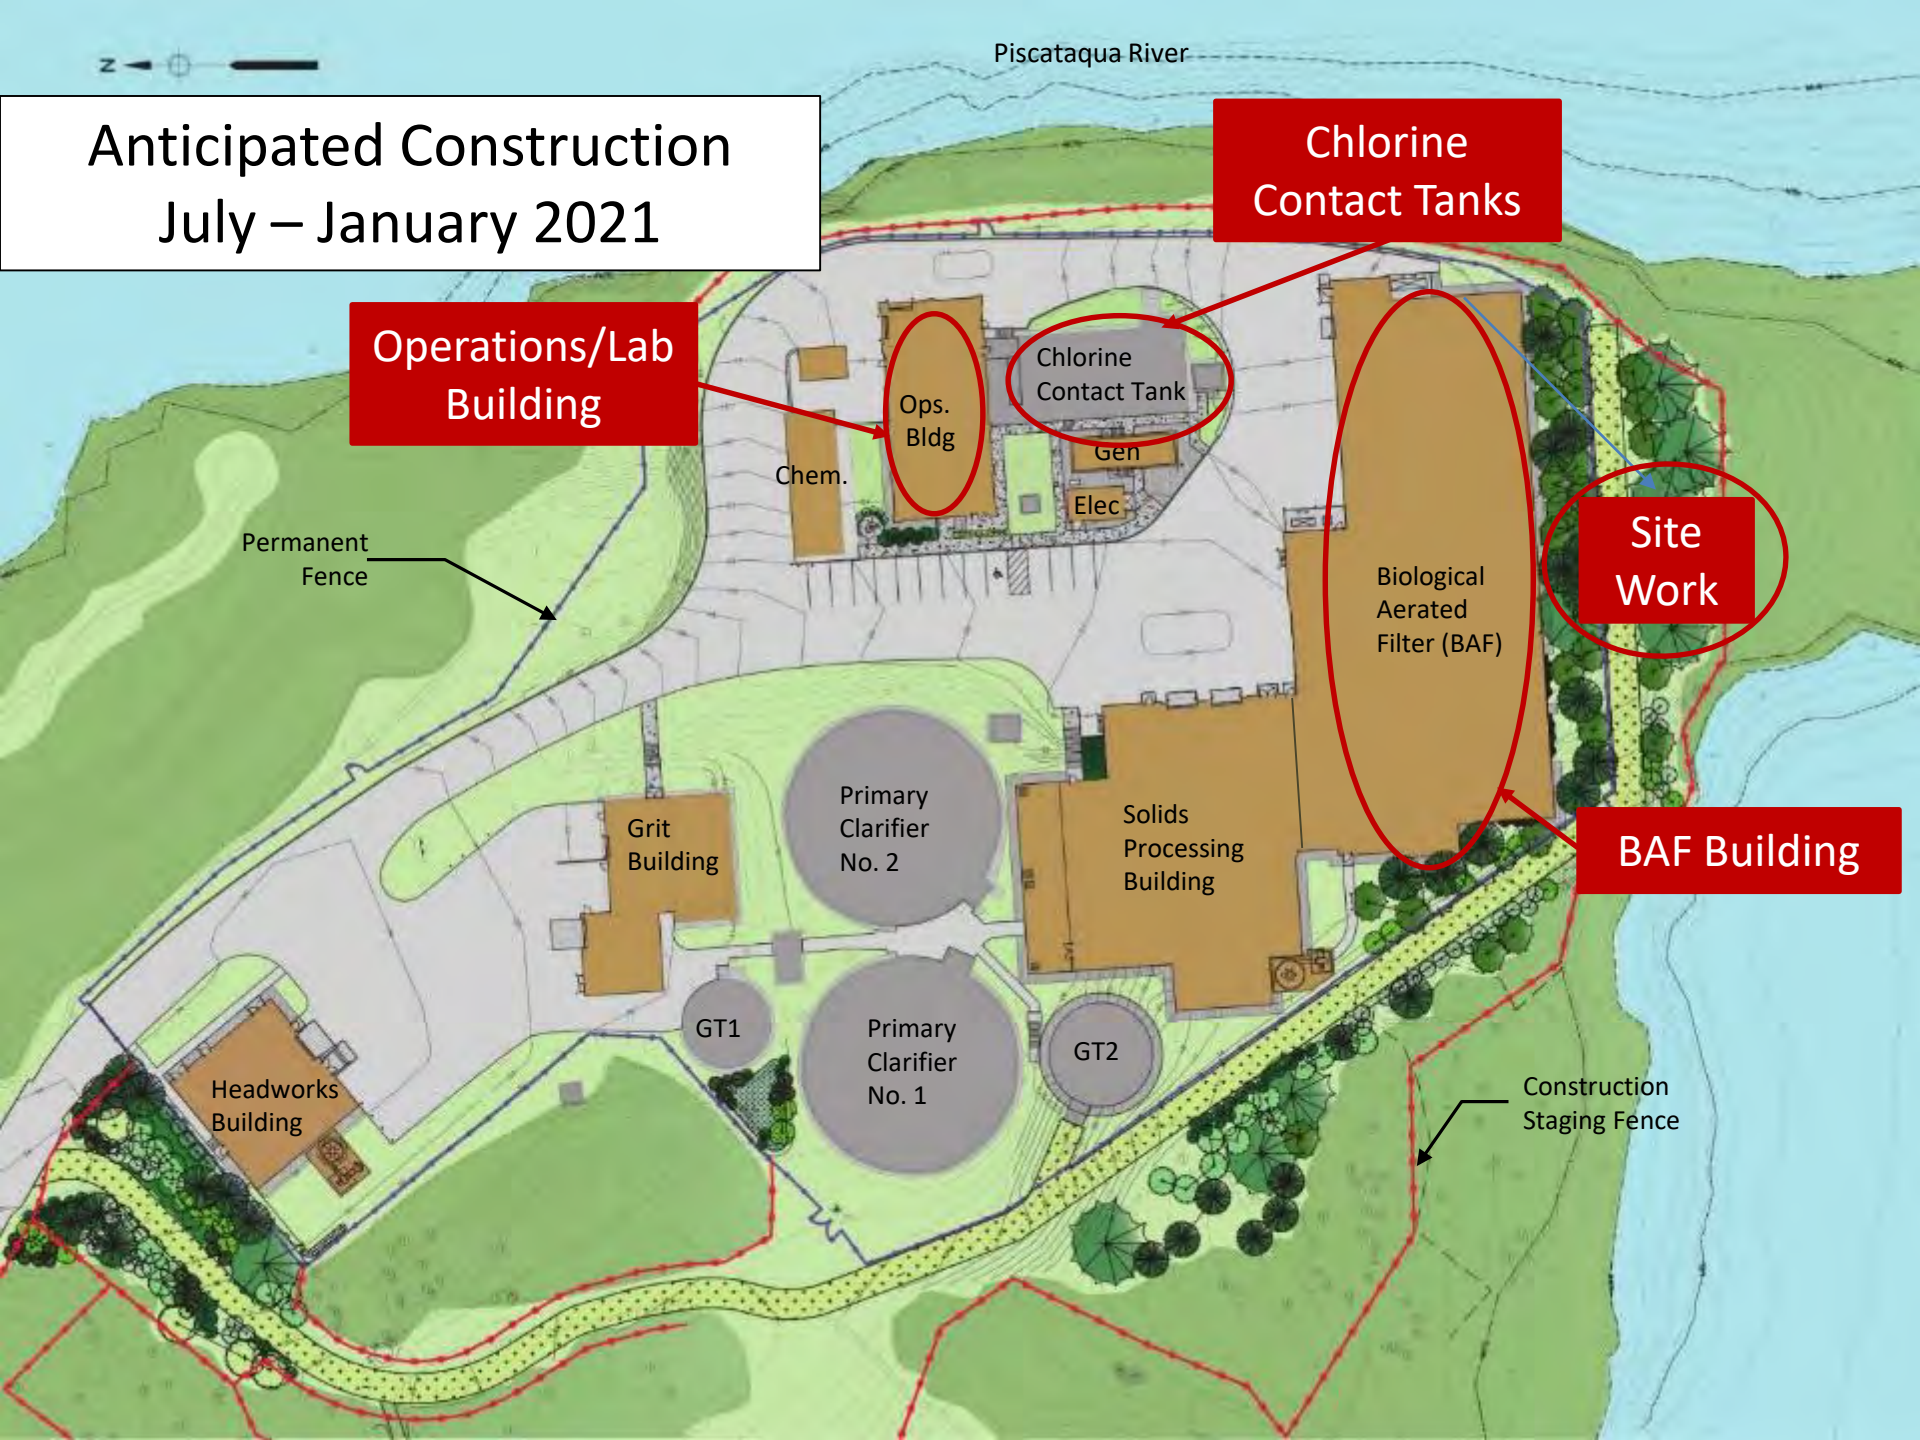 Piscataqua River
Z
Anticipated Construction
July – January 2021
Chlorine
Contact Tanks
Operations/Lab
Building
Chlorine
Contact Tank
Ops.
Bldg
Gen
Chem.
Elec
Permanent
Fence
Site
Work
Biological
Aerated
Filter (BAF)
Primary
Clarifier
No. 2
Grit
Building
Solids
Processing
Building
BAF Building
GT1
Primary
Clarifier
No. 1
GT2
Headworks
Building
Construction
Staging Fence